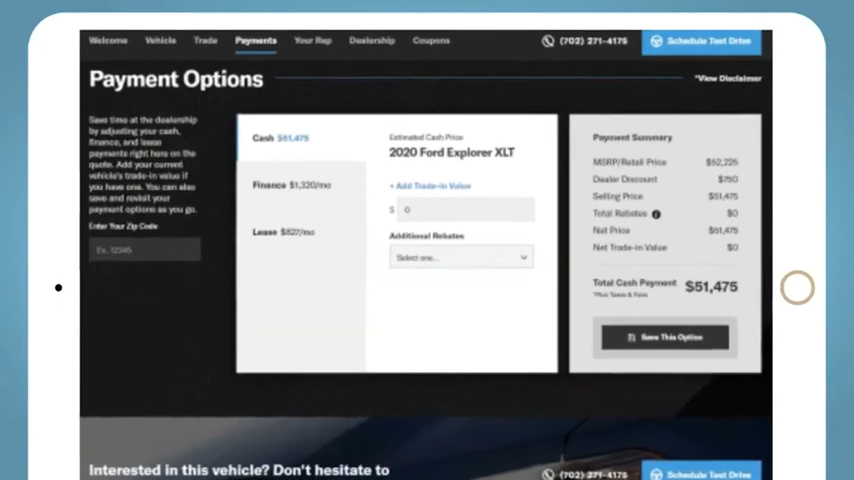 Welcome Vehicle Trade Payments Your Rep Dealership Coupons (702) 271-4175 Schedule Test Drive
Payment Options
*View Disclaimer
Save time at the dealership
by adjusting your cash,
finance, and lease
payments right here on the
quote. Add your current
vehicle's trade-in value if
you have one. You can also
save and revisit your
payment options as you go.
Enter Your Zip Code
Ex. 12345
Cash $51,475
Finance $1,320/mo
Lease $827/mo
Estimated Cash Price
2020 Ford Explorer XLT
+ Add Trade-in Value
$ 0
Additional Rebates
Select one...
Payment Summary
MSRP/Retail Price $52,225
Dealer Discount $750
Selling Price $51,475
Total Rebates $0
Net Price $51,475
Net Trade-in Value $0
Total Cash Payment $51,475
*Plus Taxes & Fees
Save This Option
Interested in this vehicle? Don't hesitate to
(702) 271-4175 Schedule Test Drive